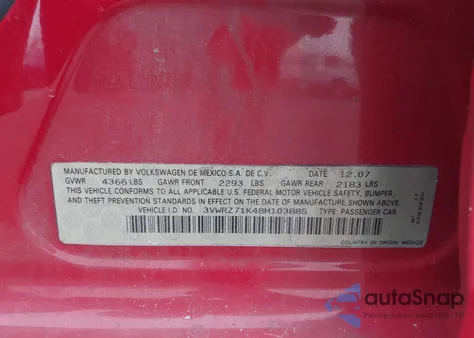 MANUFACTURED BY VOLKSWAGEN DE MEXICO S.A. DE C.V. DATE 12.07
GVWR 4366 LBS GAWR FRONT 2293 LBS GAWR REAR 2183 LBS
THIS VEHICLE CONFORMS TO ALL APPLICABLE U.S. FEDERAL MOTOR VEHICLE SAFETY, BUMPER,
AND THEFT PREVENTION STANDARDS IN EFFECT ON THE DATE OF MANUFACTURE SHOWN ABOVE.
VEHICLE I.D. NO. 3VWRZ71K48M103885 TYPE: PASSENGER CAR
COUNTRY OF ORIGIN: MEXICO
autoSnap